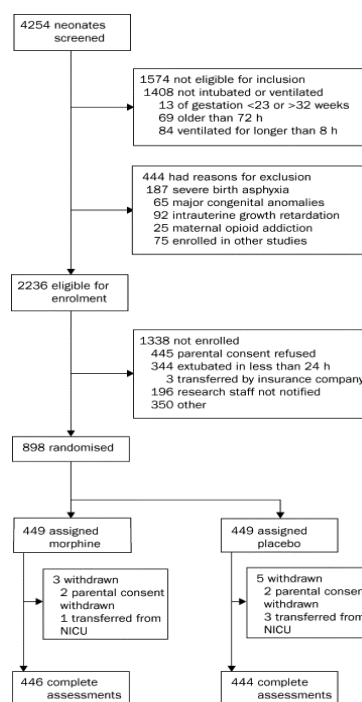 4254 neonates
screened
1574 not eligible for inclusion
1408 not intubated or ventilated
13 of gestation <23 or >32 weeks
69 older than 72 h
84 ventilated for longer than 8 h
444 had reasons for exclusion
187 severe birth asphyxia
65 major congenital anomalies
92 intrauterine growth retardation
25 maternal opioid addiction
75 enrolled in other studies
2236 eligible for
enrolment
1338 not enrolled
445 parental consent refused
344 extubated in less than 24 h
3 transferred by insurance company
196 research staff not notified
350 other
898 randomised
449 assigned
morphine
449 assigned
placebo
3 withdrawn
2 parental consent
withdrawn
1 transferred from
NICU
5 withdrawn
2 parental consent
withdrawn
3 transferred from
NICU
446 complete
assessments
444 complete
assessments